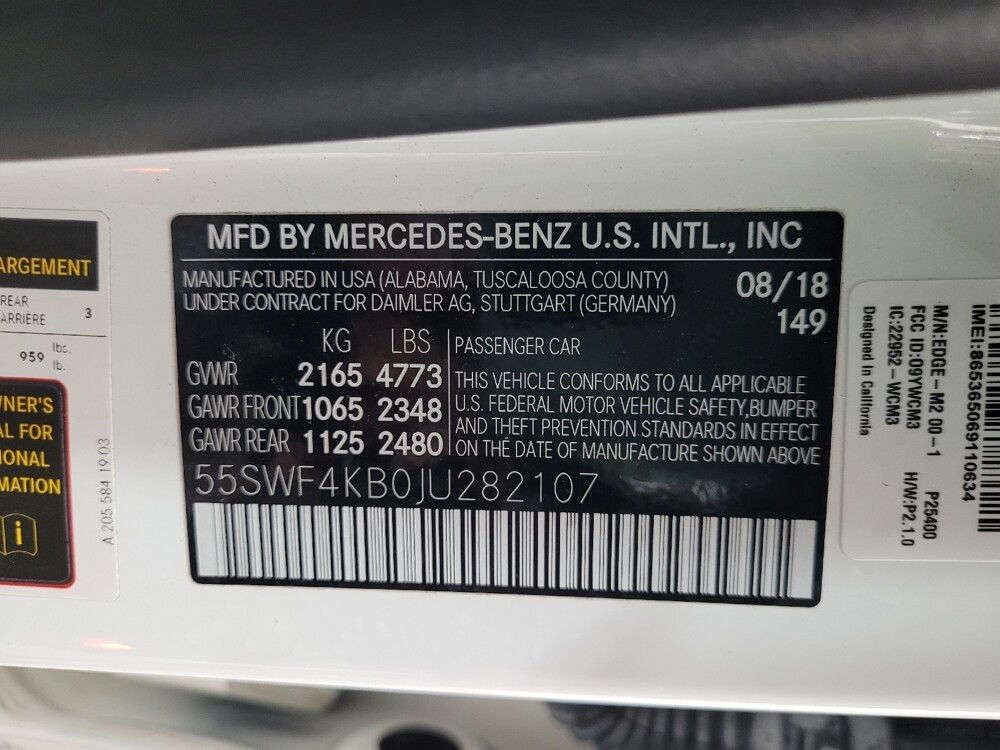 MFD BY MERCEDES-BENZ U.S. INTL., INC
MANUFACTURED IN USA (ALABAMA, TUSCALOOSA COUNTY) 08/18
UNDER CONTRACT FOR DAIMLER AG, STUTTGART (GERMANY) 149
KG LBS PASSENGER CAR
GVWR 2165 4773
GAWR FRONT 1065 2348
GAWR REAR 1125 2480
THIS VEHICLE CONFORMS TO ALL APPLICABLE
U.S. FEDERAL MOTOR VEHICLE SAFETY, BUMPER
AND THEFT PREVENTION STANDARDS IN EFFECT
ON THE DATE OF MANUFACTURE SHOWN ABOVE
55SWF4KB0JU282107
ARGEMENT
REAR
ARRIÈRE 3
959 lbs.
lb.
NER'S
AL FOR
IONAL
MATION
i
A 205 584 19 03
IMEI:865365069110634
M/N:EDGE-M2 00-1 P25400
FCC ID:D9YWCM3 H/W:P2.1.0
IC:22952-WCM3
Designed in California